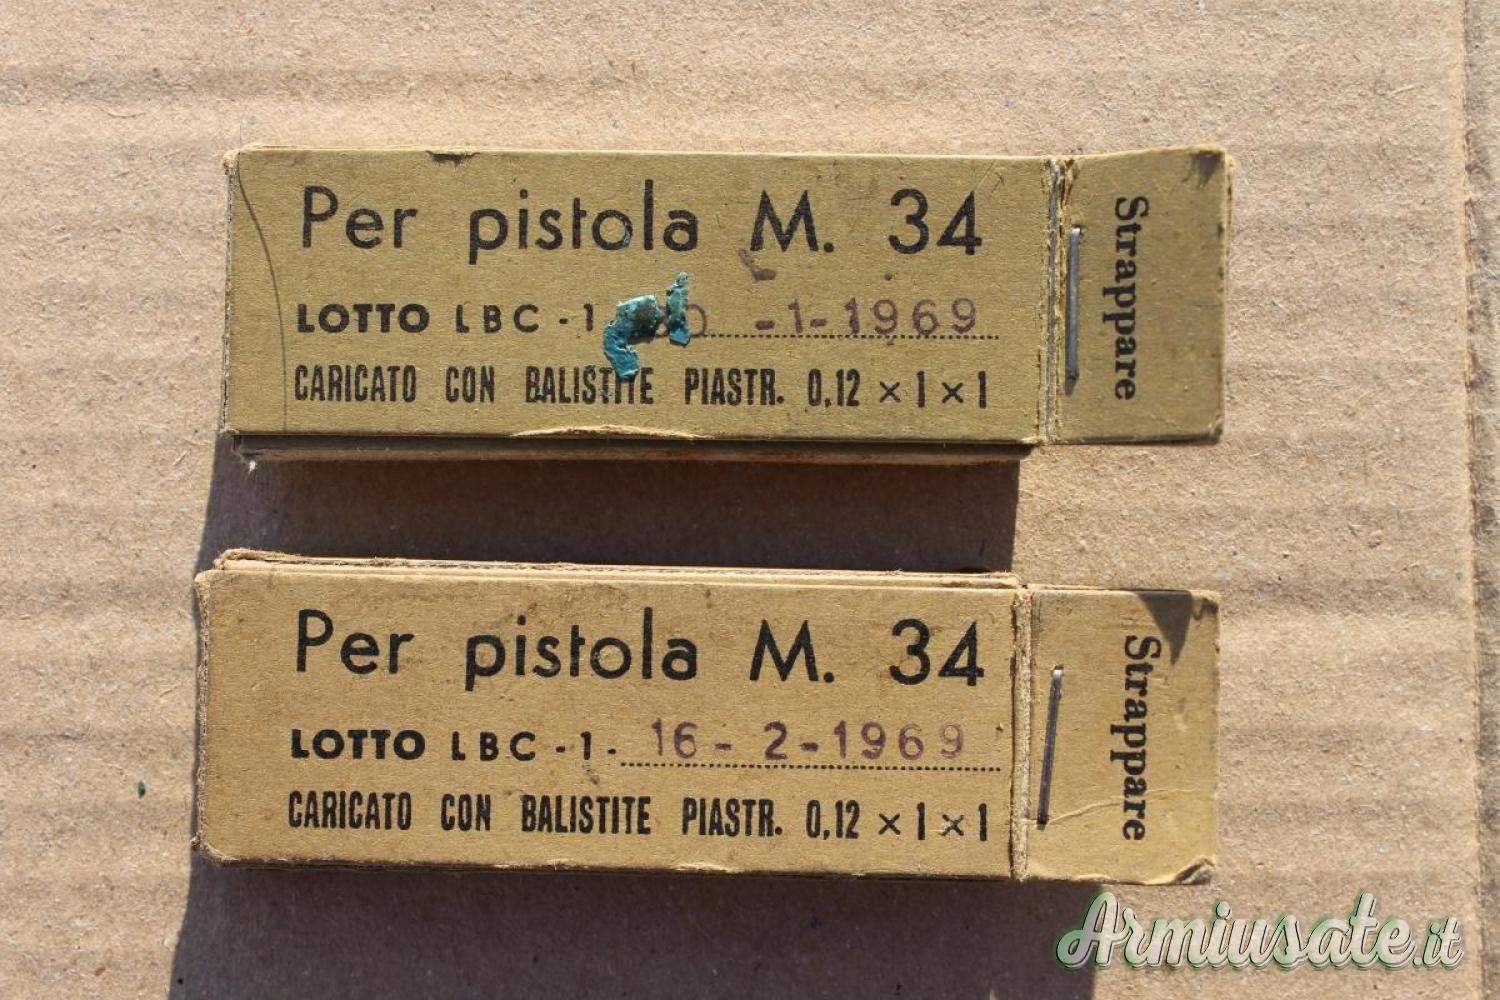 Per pistola M. 34
LOTTO LBC - 1 0 - 1 - 1969
CARICATO CON BALISTITE PIASTR. 0,12 × 1 × 1
Strappare
Per pistola M. 34
LOTTO LBC - 1 - 16 - 2 - 1969
CARICATO CON BALISTITE PIASTR. 0,12 × 1 × 1
Strappare
Armiusate.it